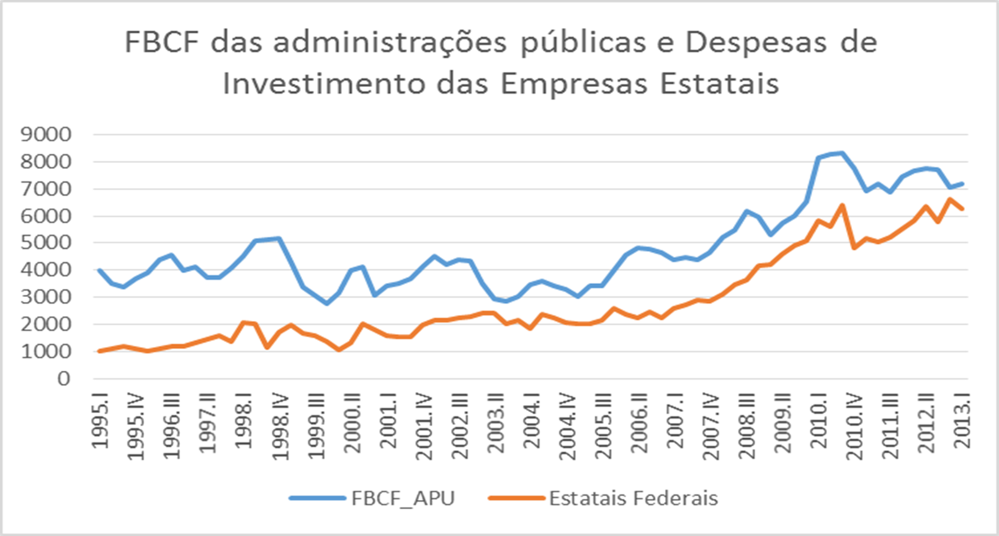 FBCF das administrações públicas e Despesas de
Investimento das Empresas Estatais
9000
8000
7000
6000
5000
4000
3000
2000
1000
0
1995.I
1995.IV
1996.III
1997.II
1998.I
1998.IV
1999.III
2000.II
2001.I
2001.IV
2002.III
2003.II
2004.I
2004.IV
2005.III
2006.II
2007.I
2007.IV
2008.III
2009.II
2010.I
2010.IV
2011.III
2012.II
2013.I
FBCF_APU
Estatais Federais